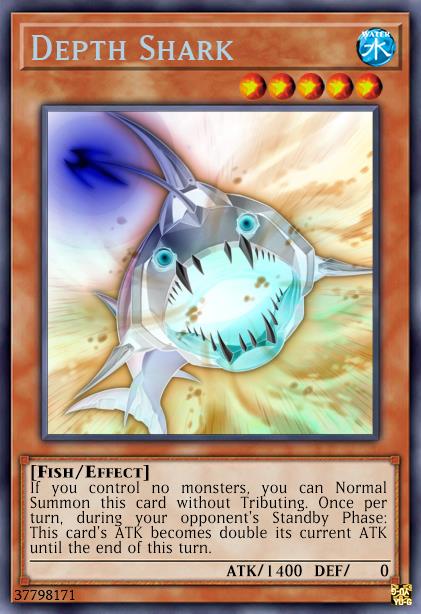 Depth Shark
WATER
水
[Fish/Effect]
If you control no monsters, you can Normal
Summon this card without Tributing. Once per
turn, during your opponent's Standby Phase:
This card's ATK becomes double its current ATK
until the end of this turn.
ATK/1400 DEF/ 0
37798171